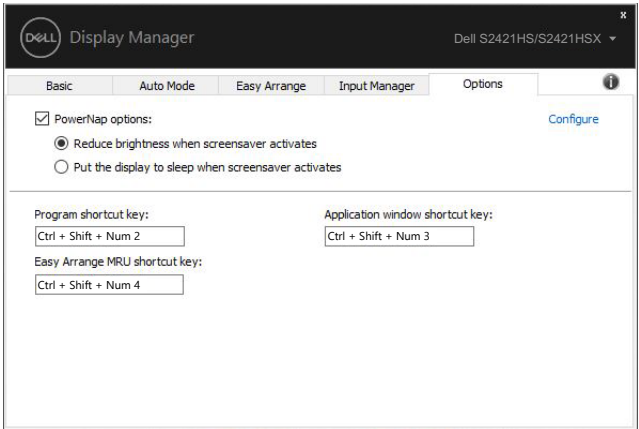 x
DELL Display Manager
Dell S2421HS/S2421HSX
Basic Auto Mode Easy Arrange Input Manager Options
PowerNap options: Configure
Reduce brightness when screensaver activates
Put the display to sleep when screensaver activates
Program shortcut key: Application window shortcut key:
Ctrl + Shift + Num 2 Ctrl + Shift + Num 3
Easy Arrange MRU shortcut key:
Ctrl + Shift + Num 4